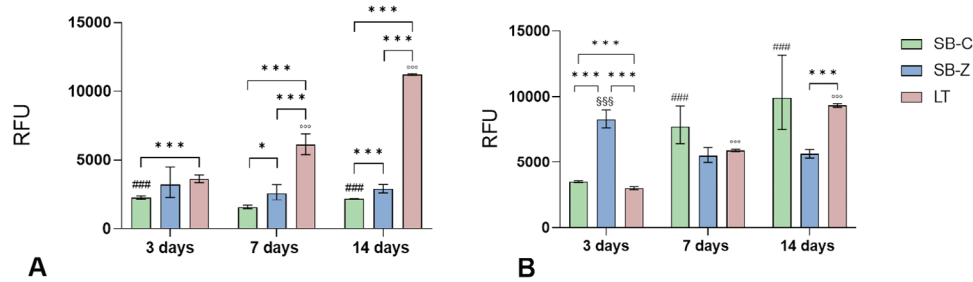 * * *
* * *
15000
10000
5000
0
RFU
* * *
* * *
* * *
*
* * *
* * *
###
°°°
###
°°°
3 days
7 days
14 days
A
15000
10000
5000
0
RFU
* * *
* * *
* * *
§§§
###
°°°
###
* * *
°°°
3 days
7 days
14 days
B
SB-C
SB-Z
LT